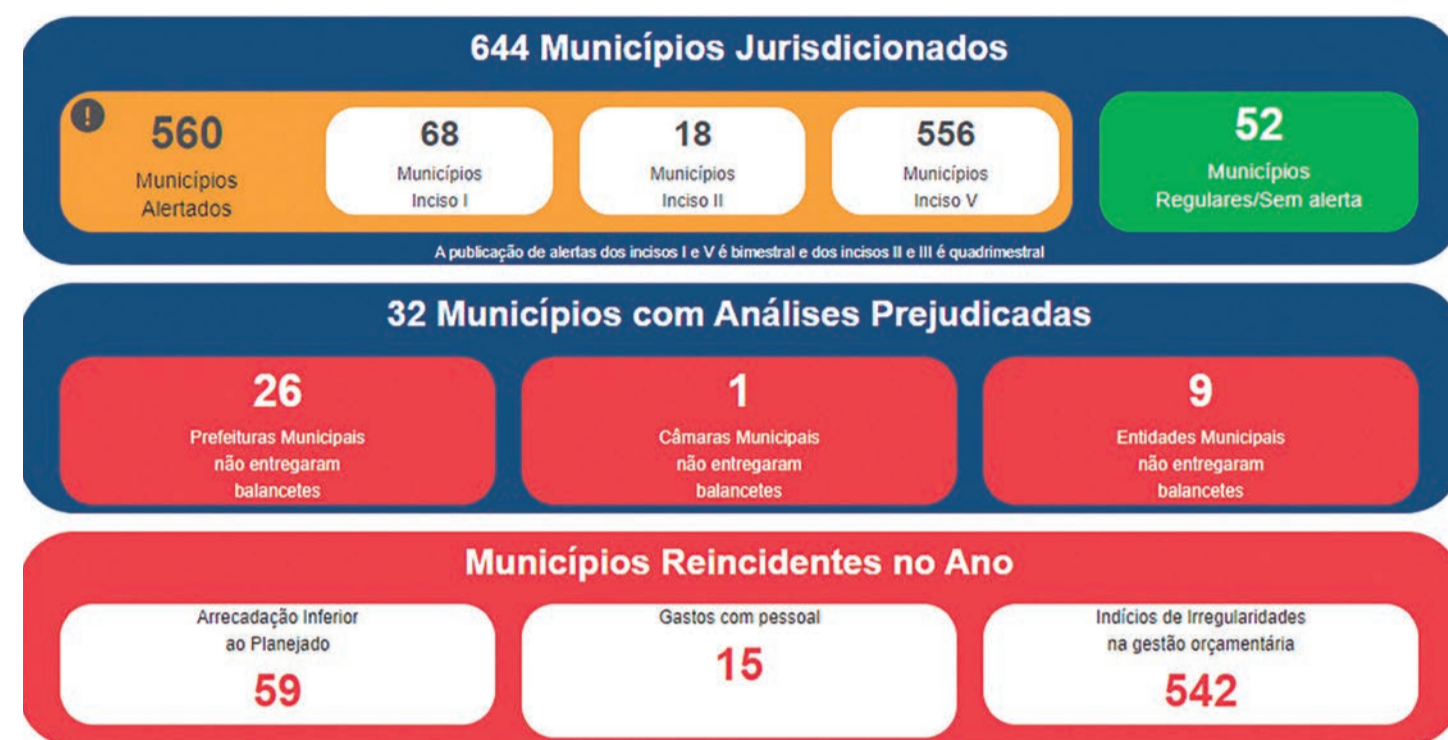 644 Municípios Jurisdicionados
!
560
Municípios
Alertados
68
Municípios
Inciso I
18
Municípios
Inciso II
556
Municípios
Inciso V
52
Municípios
Regulares/Sem alerta
A publicação de alertas dos incisos I e V é bimestral e dos incisos II e III é quadrimestral
32 Municípios com Análises Prejudicadas
26
Prefeituras Municipais
não entregaram
balancetes
1
Câmaras Municipais
não entregaram
balancetes
9
Entidades Municipais
não entregaram
balancetes
Municípios Reincidentes no Ano
Arrecadação Inferior
ao Planejado
59
Gastos com pessoal
15
Indícios de Irregularidades
na gestão orçamentária
542